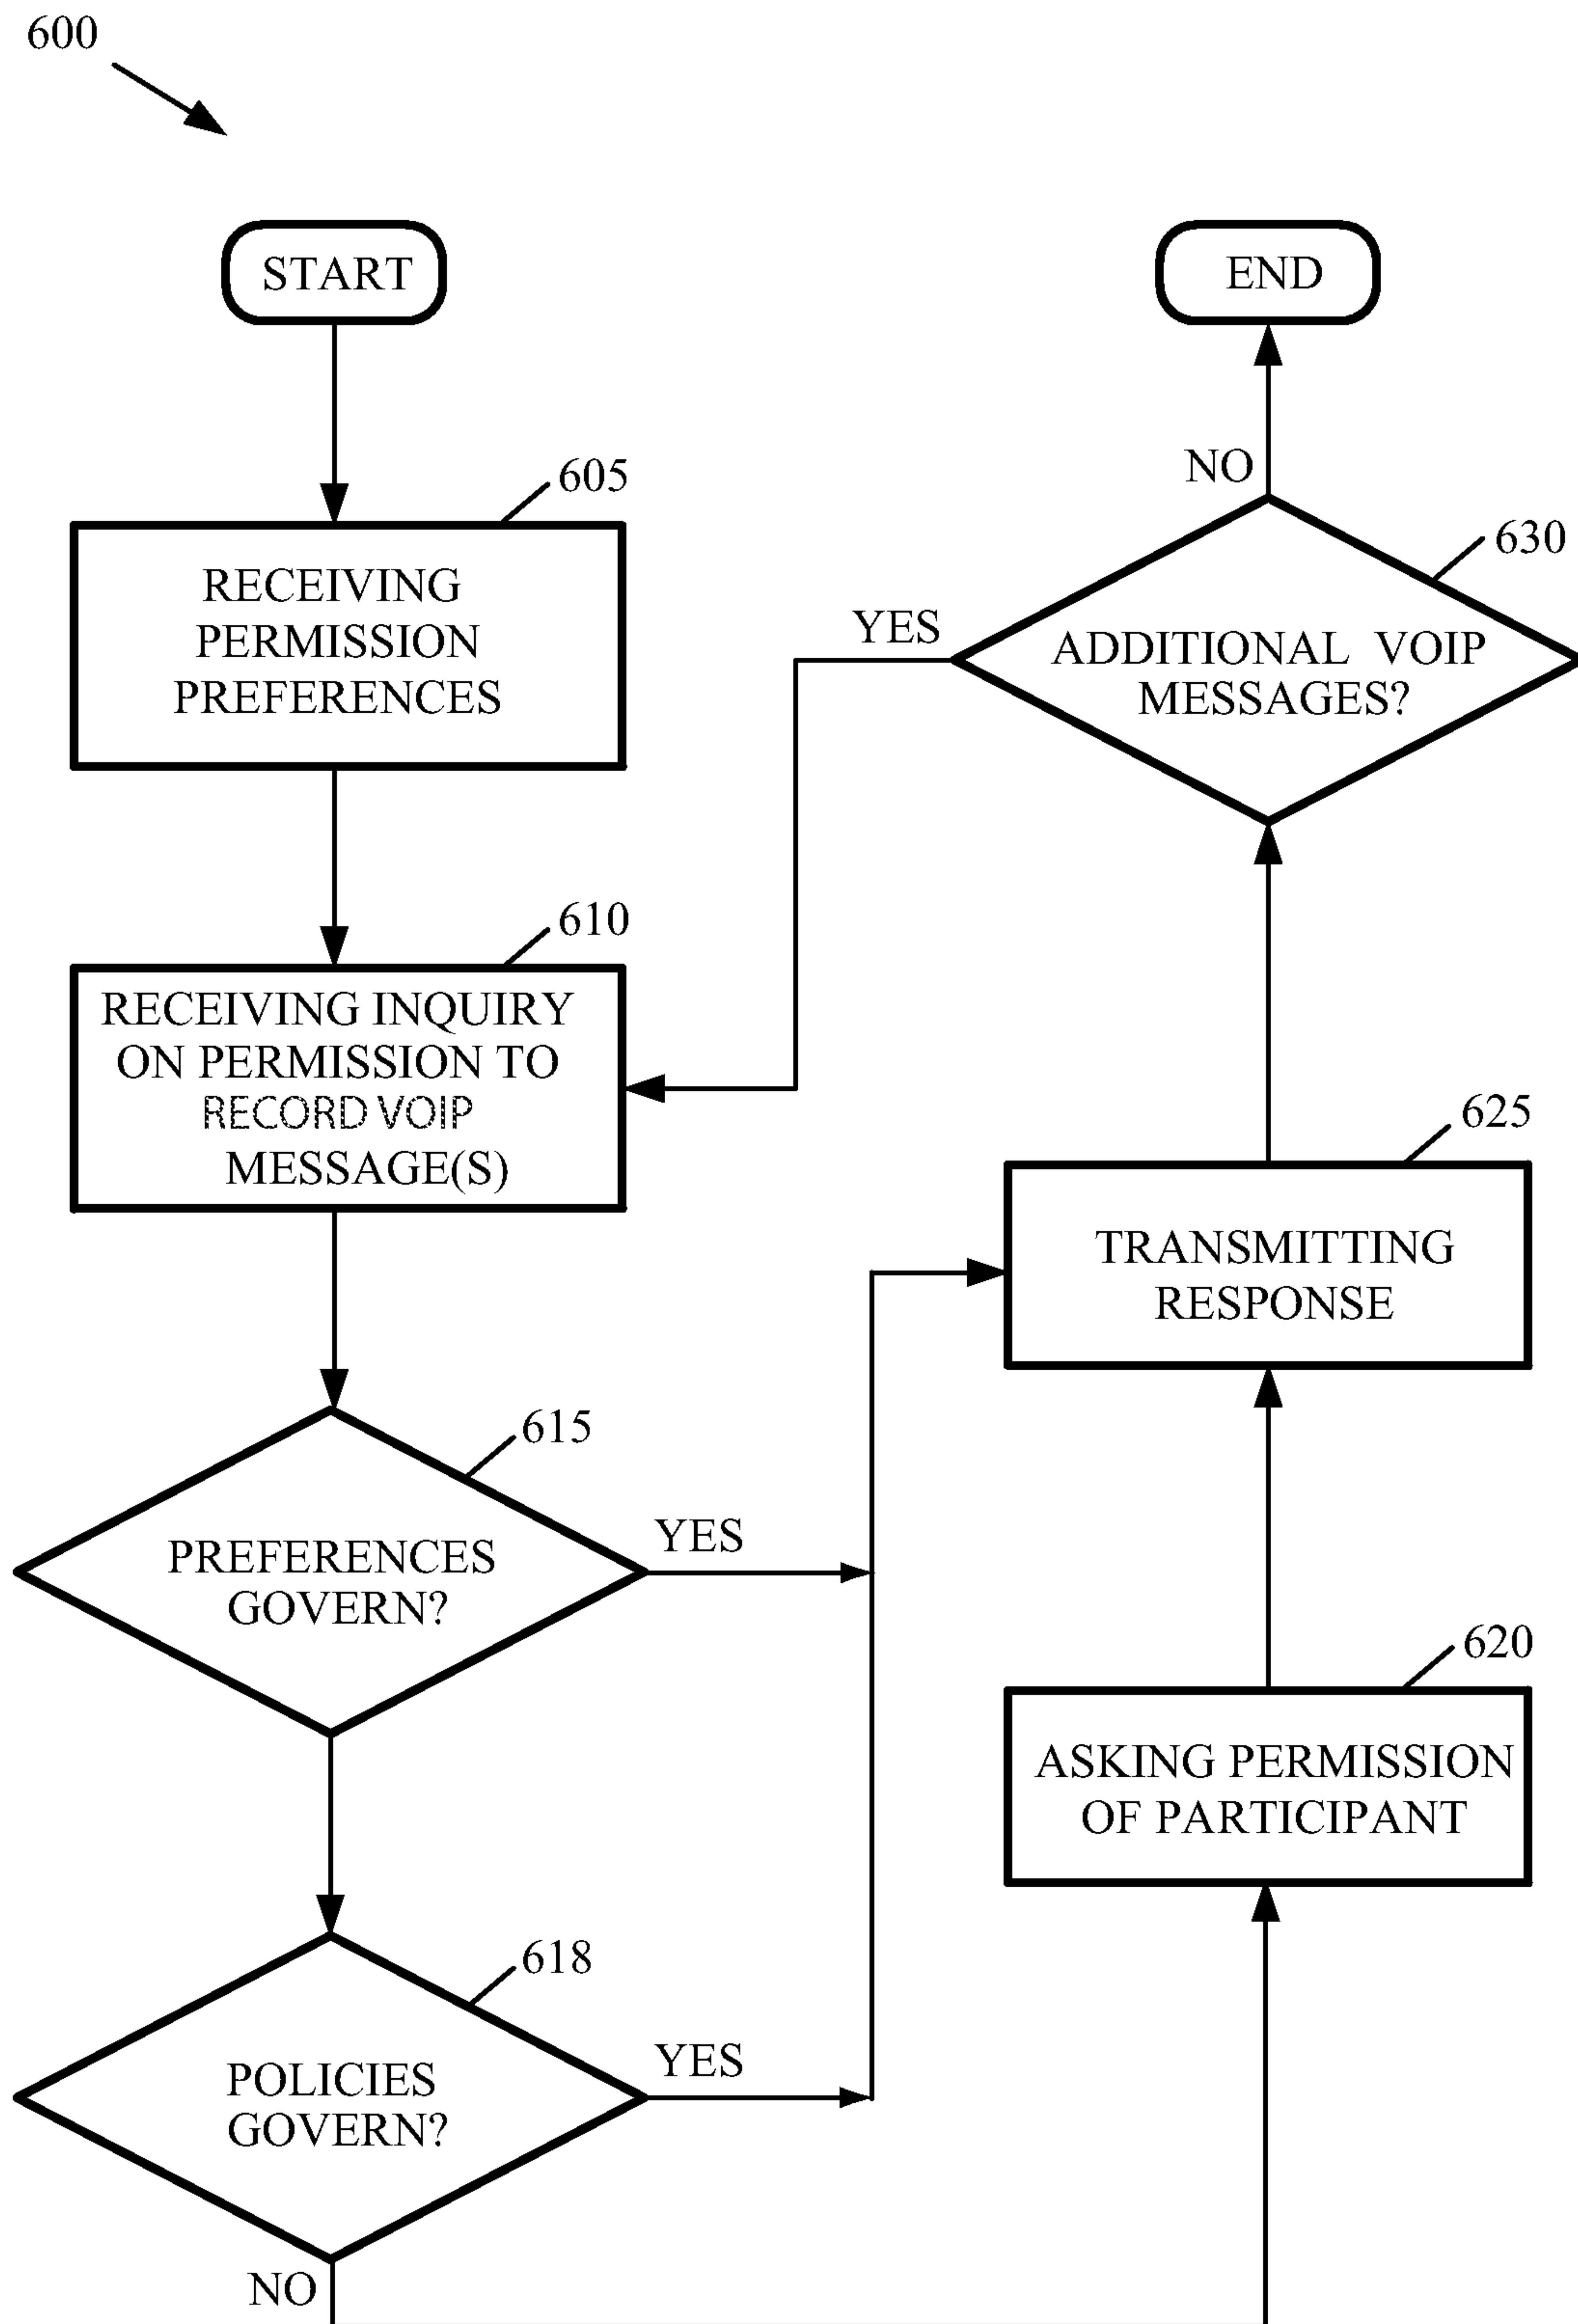 600
START
605
RECEIVING
PERMISSION
PREFERENCES
610
RECEIVING INQUIRY
ON PERMISSION TO
RECORD VOIP
MESSAGE(S)
615
PREFERENCES
GOVERN?
YES
618
POLICIES
GOVERN?
YES
NO
620
ASKING PERMISSION
OF PARTICIPANT
625
TRANSMITTING
RESPONSE
630
ADDITIONAL VOIP
MESSAGES?
YES
NO
END